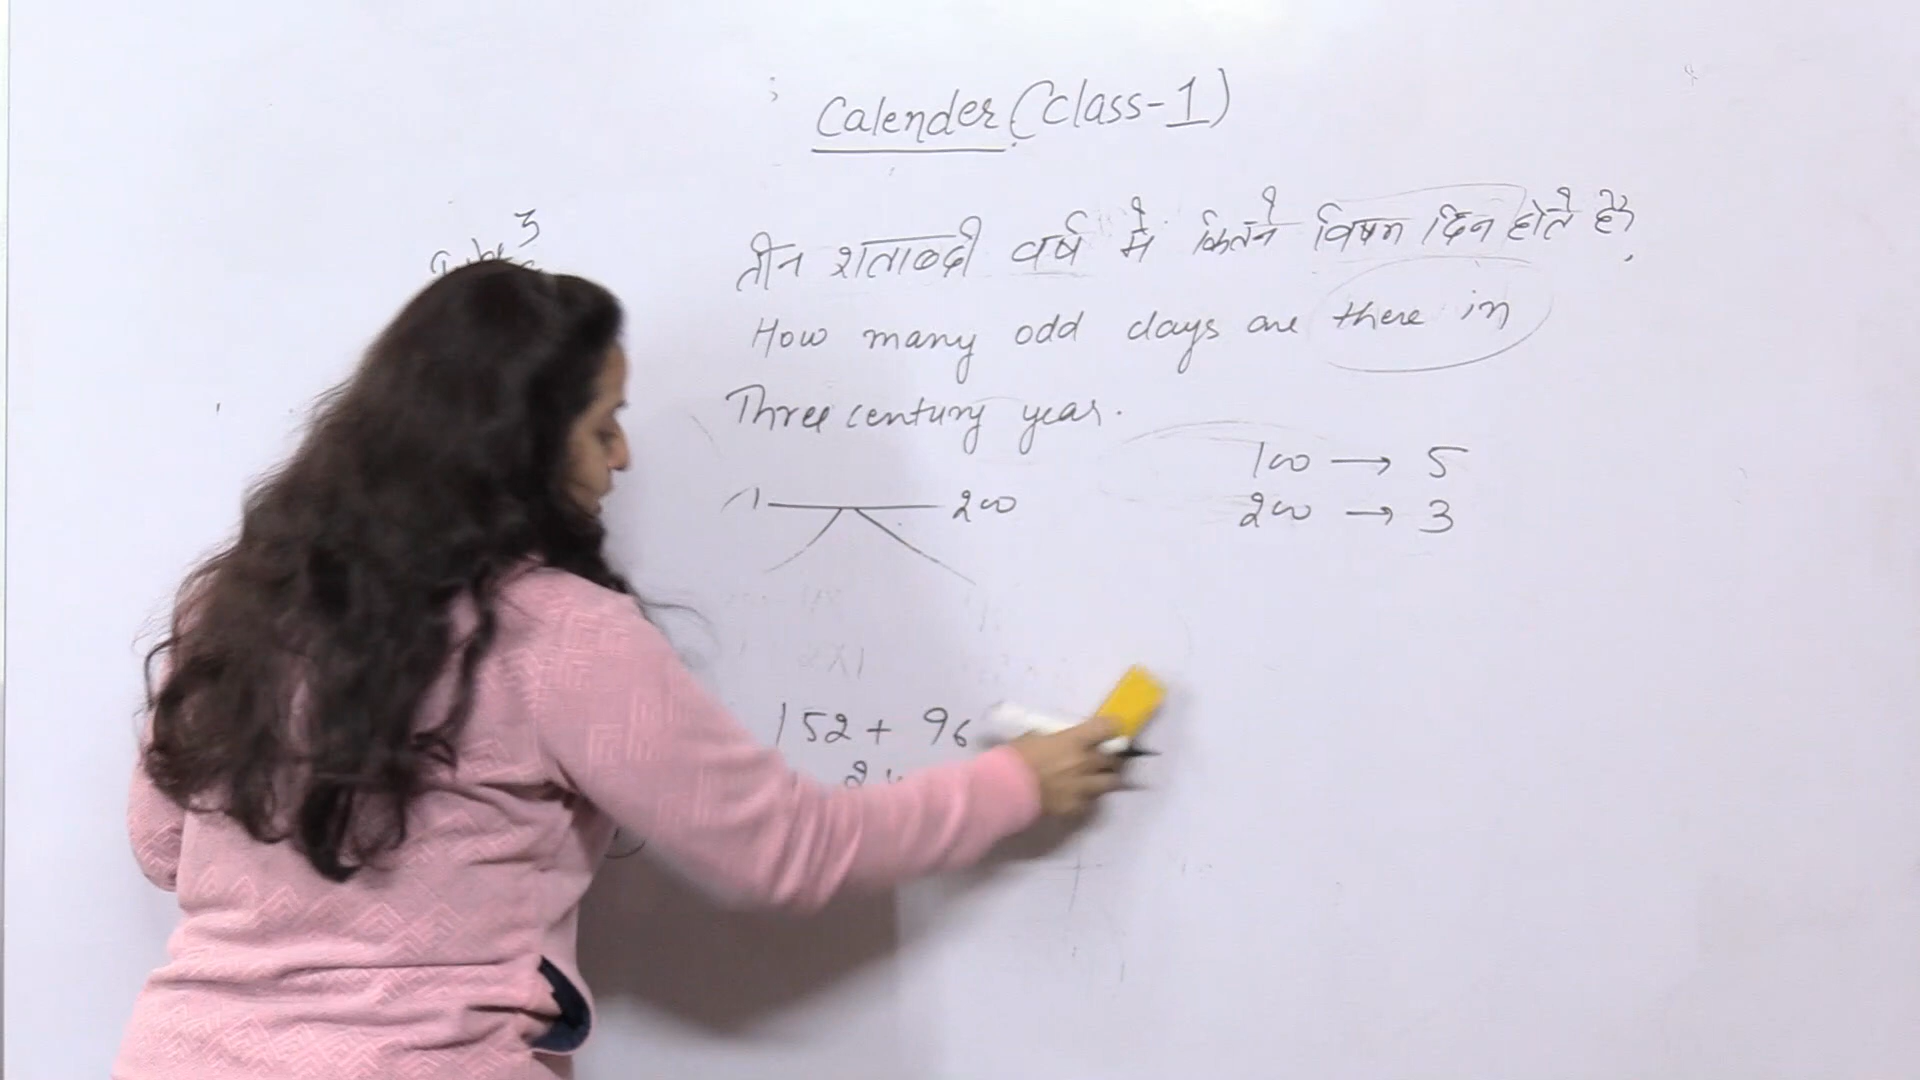 Calender (Class-1)
तीन शताब्दी वर्ष में कितने विषम दिन होते है?
How many odd days are there in
Three century year.
100 → 5
1 200
200 → 3
152 + 96
3